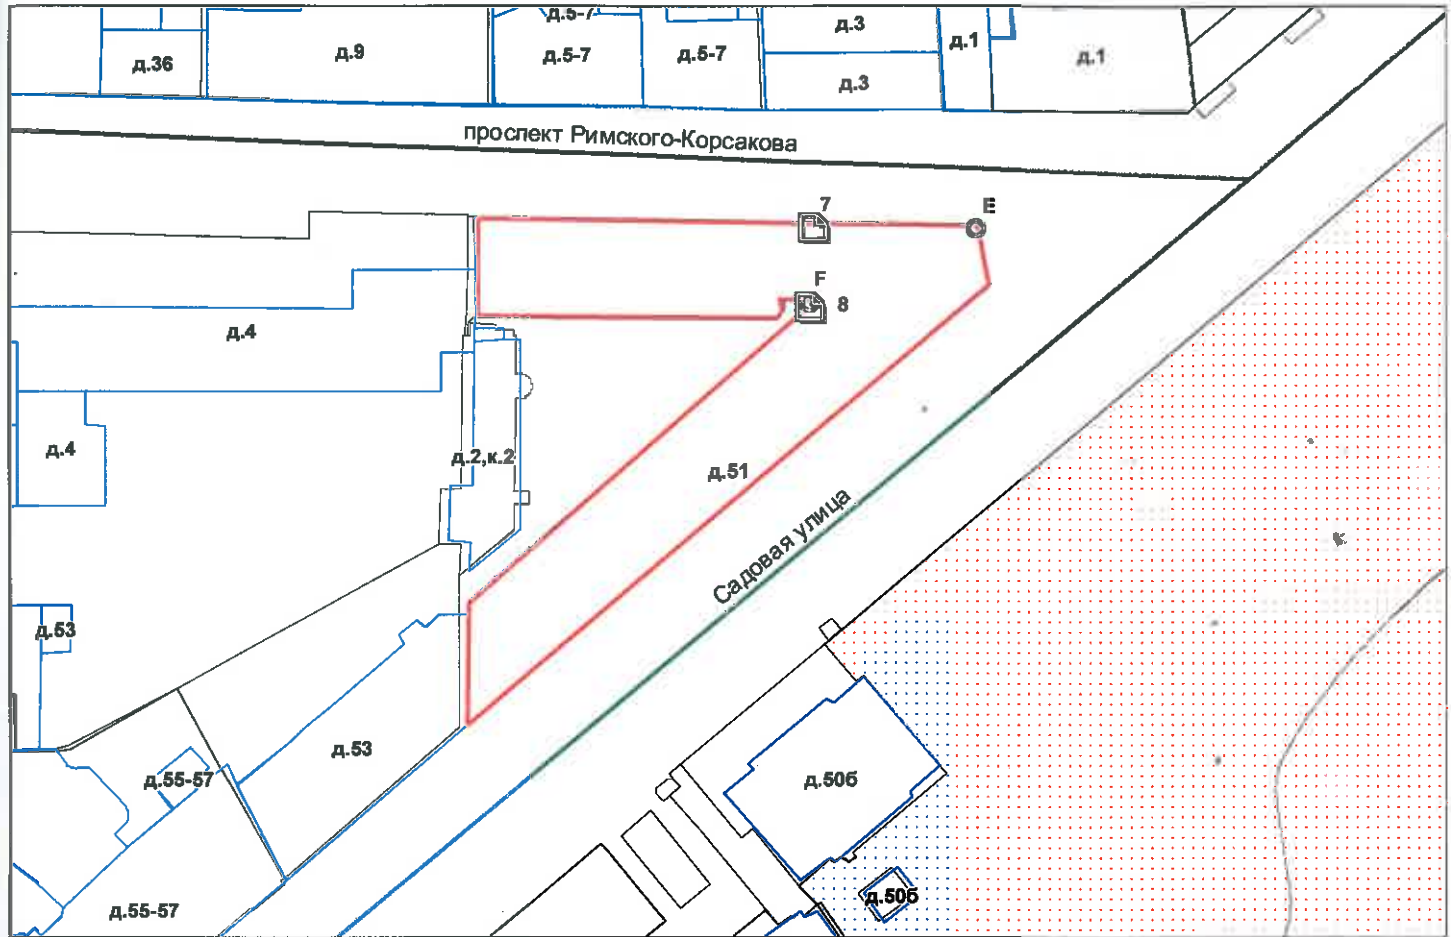 д.5-7
д.3
д.1
д.36
д.9
д.5-7
д.5-7
д.1
д.3
проспект Римского-Корсакова
7
E
F
8
д.4
д.4
д.2,к.2
д.51
Садовая улица
д.53
д.53
д.55-57
д.50б
д.50б
д.55-57